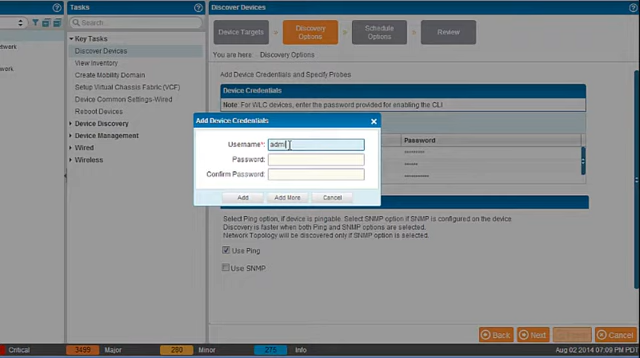 Tasks
Discover Devices
Search
twork
work
Key Tasks
Discover Devices
View Inventory
Create Mobility Domain
Setup Virtual Chassis Fabric (VCF)
Device Common Settings-Wired
Reboot Devices
Device Discovery
Device Management
Wired
Wireless
Device Targets
Discovery Options
Schedule Options
Review
You are here: Discovery Options
Add Device Credentials and Specify Probes
Device Credentials
Note: For WLC devices, enter the password provided for enabling the CLI
Password
Add Device Credentials
Username*: admi
Password:
Confirm Password:
Add
Add More
Cancel
Select Ping option, if device is pingable. Select SNMP option if SNMP is configured on the device
Discovery is faster when both Ping and SNMP options are selected.
Network Topology will be discovered only if SNMP option is selected.
Use Ping
Use SNMP
Back
Next
Cancel
Critical
3499 Major
280 Minor
Info
Aug 02 2014 07:09 PM PDT